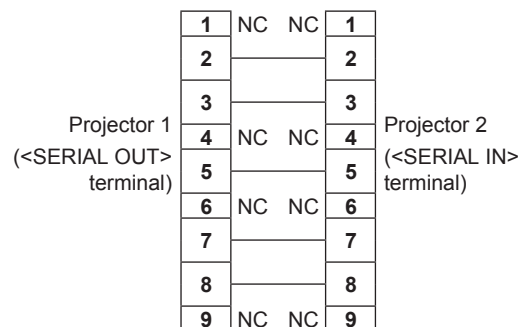 1 NC NC 1
2 2
3 3
Projector 1
(<SERIAL OUT>
terminal)
4 NC NC 4
Projector 2
(<SERIAL IN>
terminal)
5 5
6 NC NC 6
7 7
8 8
9 NC NC 9